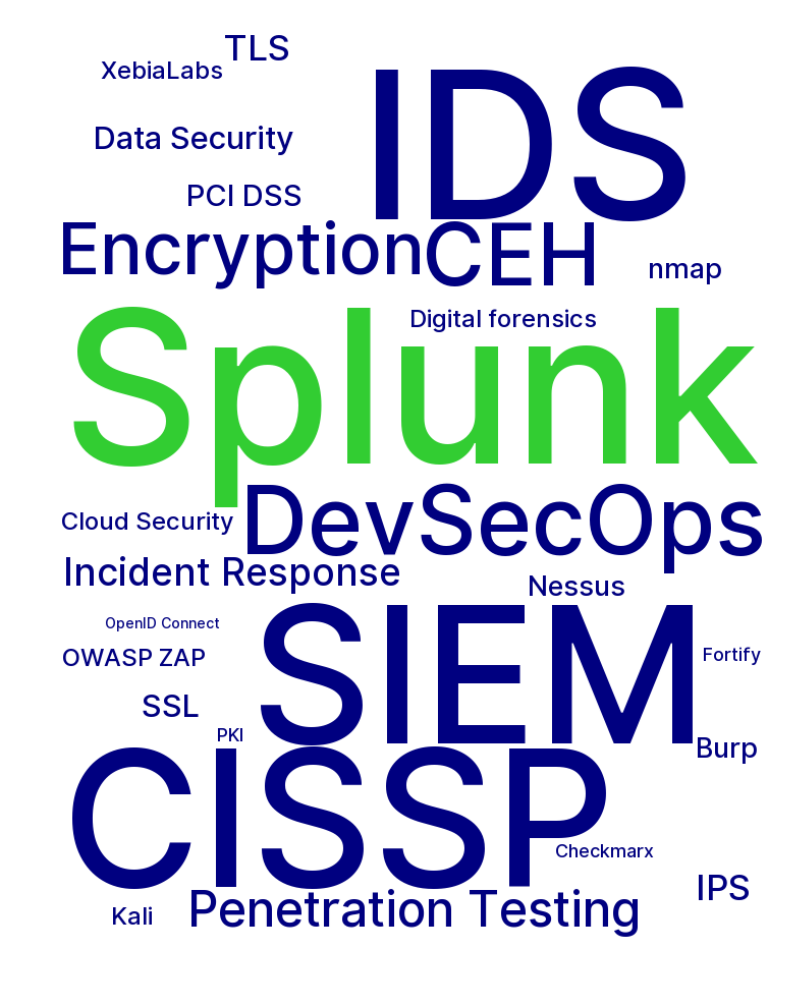 TLS
XebiaLabs
IDS
Data Security
PCI DSS
Encryption
CEH
nmap
Digital forensics
Splunk
Cloud Security
DevSecOps
Incident Response
Nessus
OpenID Connect
SIEM
OWASP ZAP
Fortify
SSL
PKI
Burp
CISSP
Checkmarx
IPS
Kali
Penetration Testing